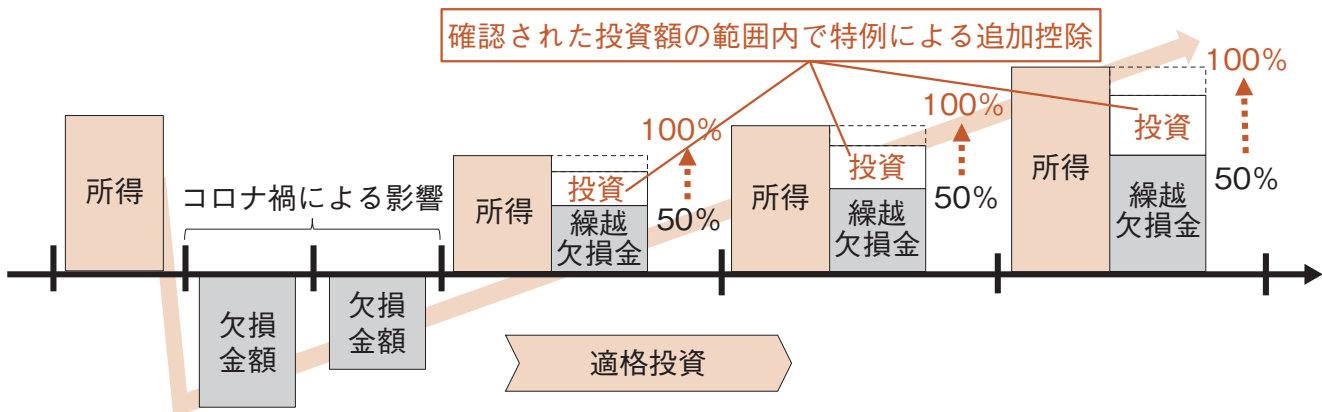 確認された投資額の範囲内で特例による追加控除
所得
コロナ禍による影響
欠損
金額
欠損
金額
所得
投資
繰越
欠損金
100%
50%
所得
投資
繰越
欠損金
100%
50%
投資
繰越
欠損金
100%
50%
適格投資